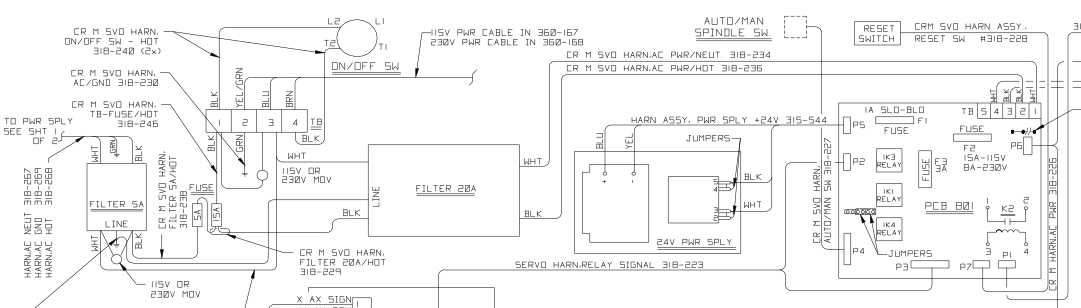 CR M SVO HARN,
ON/OFF SW - HOT
318-240 (2x)
L2
L1
T2
T1
ON/OFF SW
115V PWR CABLE IN 360-167
230V PWR CABLE IN 360-168
AUTO/MAN
SPINDLE SW.
RESET
SWITCH
CRM SVO HARN ASSY.
RESET SW. #318-228
CR M SVO HARN,AC PWR/NEUT. 318-234
CR M SVO HARN,AC PWR/HOT 318-236
CR M SVO HARN,
AC/GND 318-230
CR M SVO HARN,
TB-FUSE/HOT
318-246
BLK
YEL/GRN
BLU
BRN
1 2 3 4 TB
BLK
GRN
BLK
WHT
115V OR
230V MOV
TO PWR SPLY
SEE SHT 1
OF 2
WHT
GRN
BLK
FILTER 5A
LINE
WHT
BLK
HARN,AC NEUT 318-267
HARN,AC GND 318-269
HARN,AC HOT 318-268
CR M SVO HARN,
FILTER 5A/HOT
318-238
FUSE
5A
15A
115V OR
230V MOV
CR M SVO HARN,
FILTER 20A/HOT
318-229
LINE
BLK
FILTER 20A
WHT
BLK
HARN ASSY, PWR SPLY +24V 315-544
BLU
YEL
+
-
JUMPERS
BLK
WHT
24V PWR SPLY
SERVO HARN,RELAY SIGNAL 318-223
X AX SIGN
CR M SVO HARN,
AUTO/MAN SW 318-227
P5
P2
P4
P3
P7
P1
P6
1A SLO-BLO
F1
FUSE
TB 5 4 3 2 1
WHT
BLK
BLK
FUSE
F2
15A-115V
8A-230V
1K3
RELAY
FUSE
F3
3A
1K1
RELAY
1K4
RELAY
PCB 801
K2
1
2
3
4
JUMPERS
CR M HARN,AC PWR 318-226